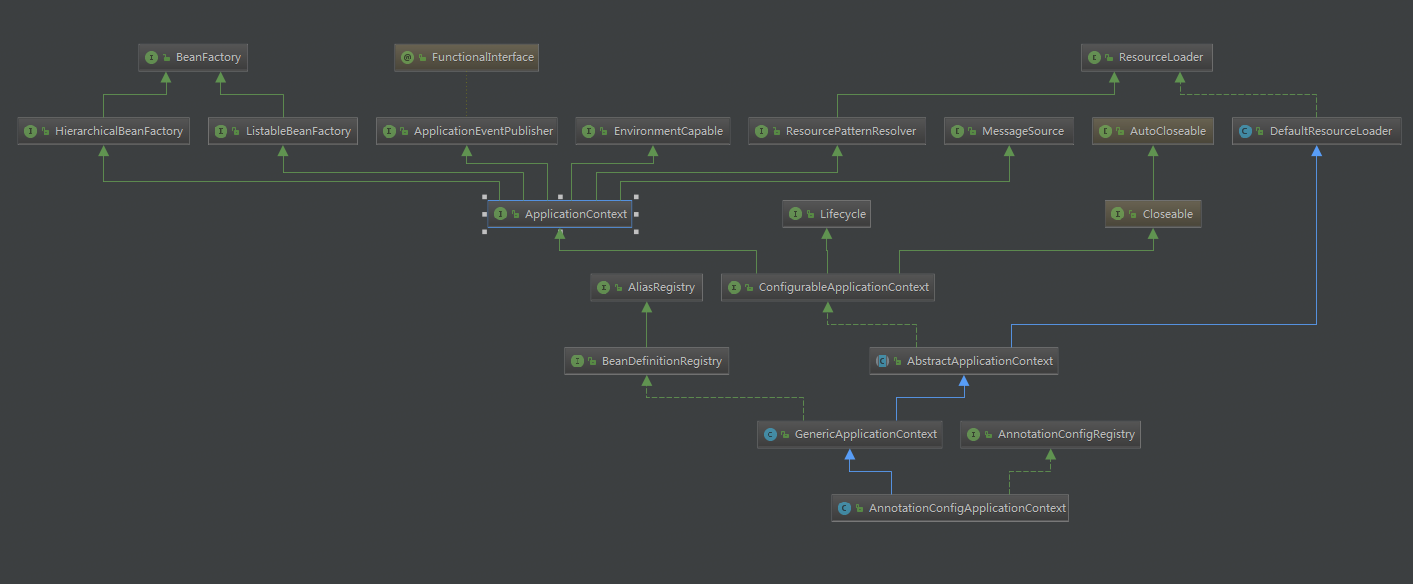 BeanFactory
FunctionalInterface
ResourceLoader
HierarchicalBeanFactory
ListableBeanFactory
ApplicationEventPublisher
EnvironmentCapable
ResourcePatternResolver
MessageSource
AutoCloseable
DefaultResourceLoader
ApplicationContext
Lifecycle
Closeable
AliasRegistry
ConfigurableApplicationContext
BeanDefinitionRegistry
AbstractApplicationContext
GenericApplicationContext
AnnotationConfigRegistry
AnnotationConfigApplicationContext